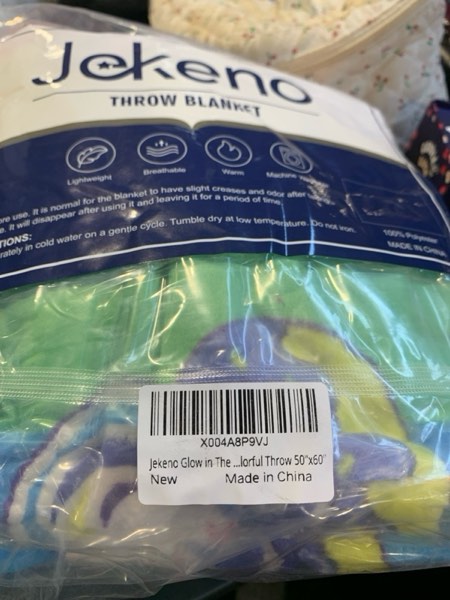 Jekeno
THROW BLANKET
Lightweight
Breathable
Warm
Machine
re use. It is normal for the blanket to have slight creases and odor after
e. It will disappear after using it and leaving it for a period of time.
TIONS:
rately in cold water on a gentle cycle. Tumble dry at low temperature. Do not iron.
100% Polyester
MADE IN CHINA
X004A8P9VJ
Jekeno Glow in The ...lorful Throw 50"x60"
New Made in China